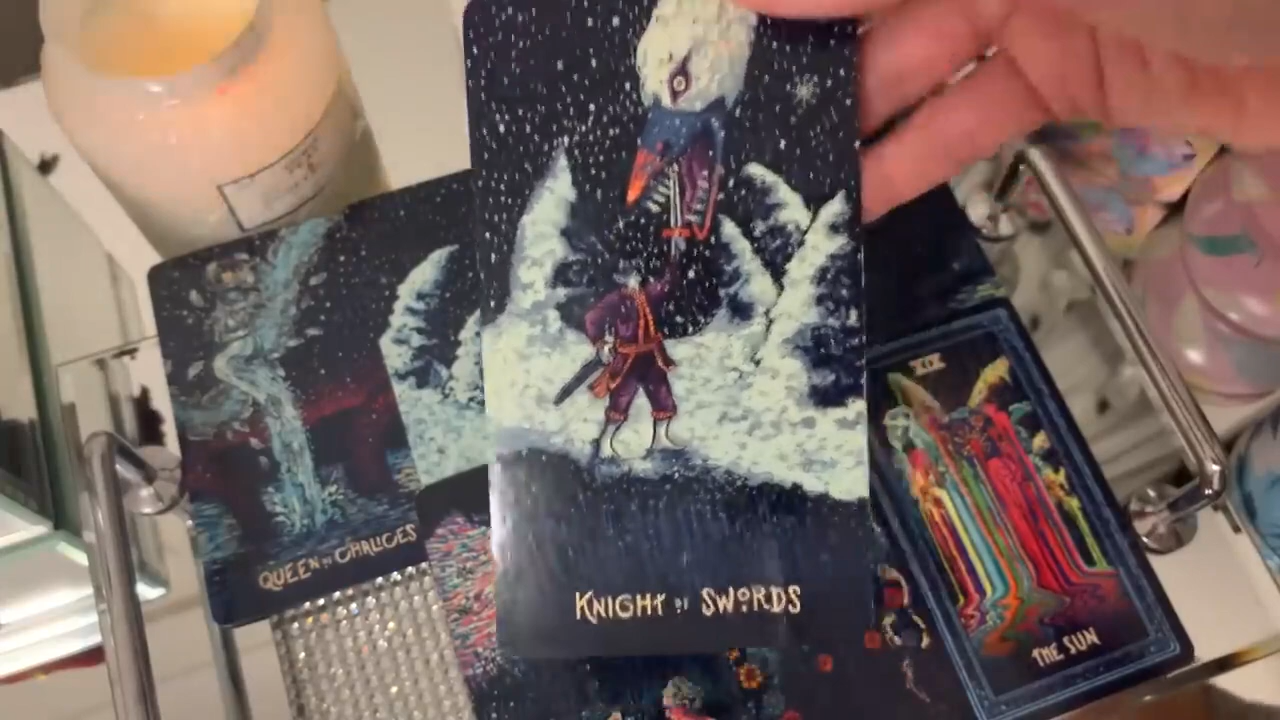 QUEEN OF CHALICES
KNIGHT OF SWORDS
XIX
THE SUN